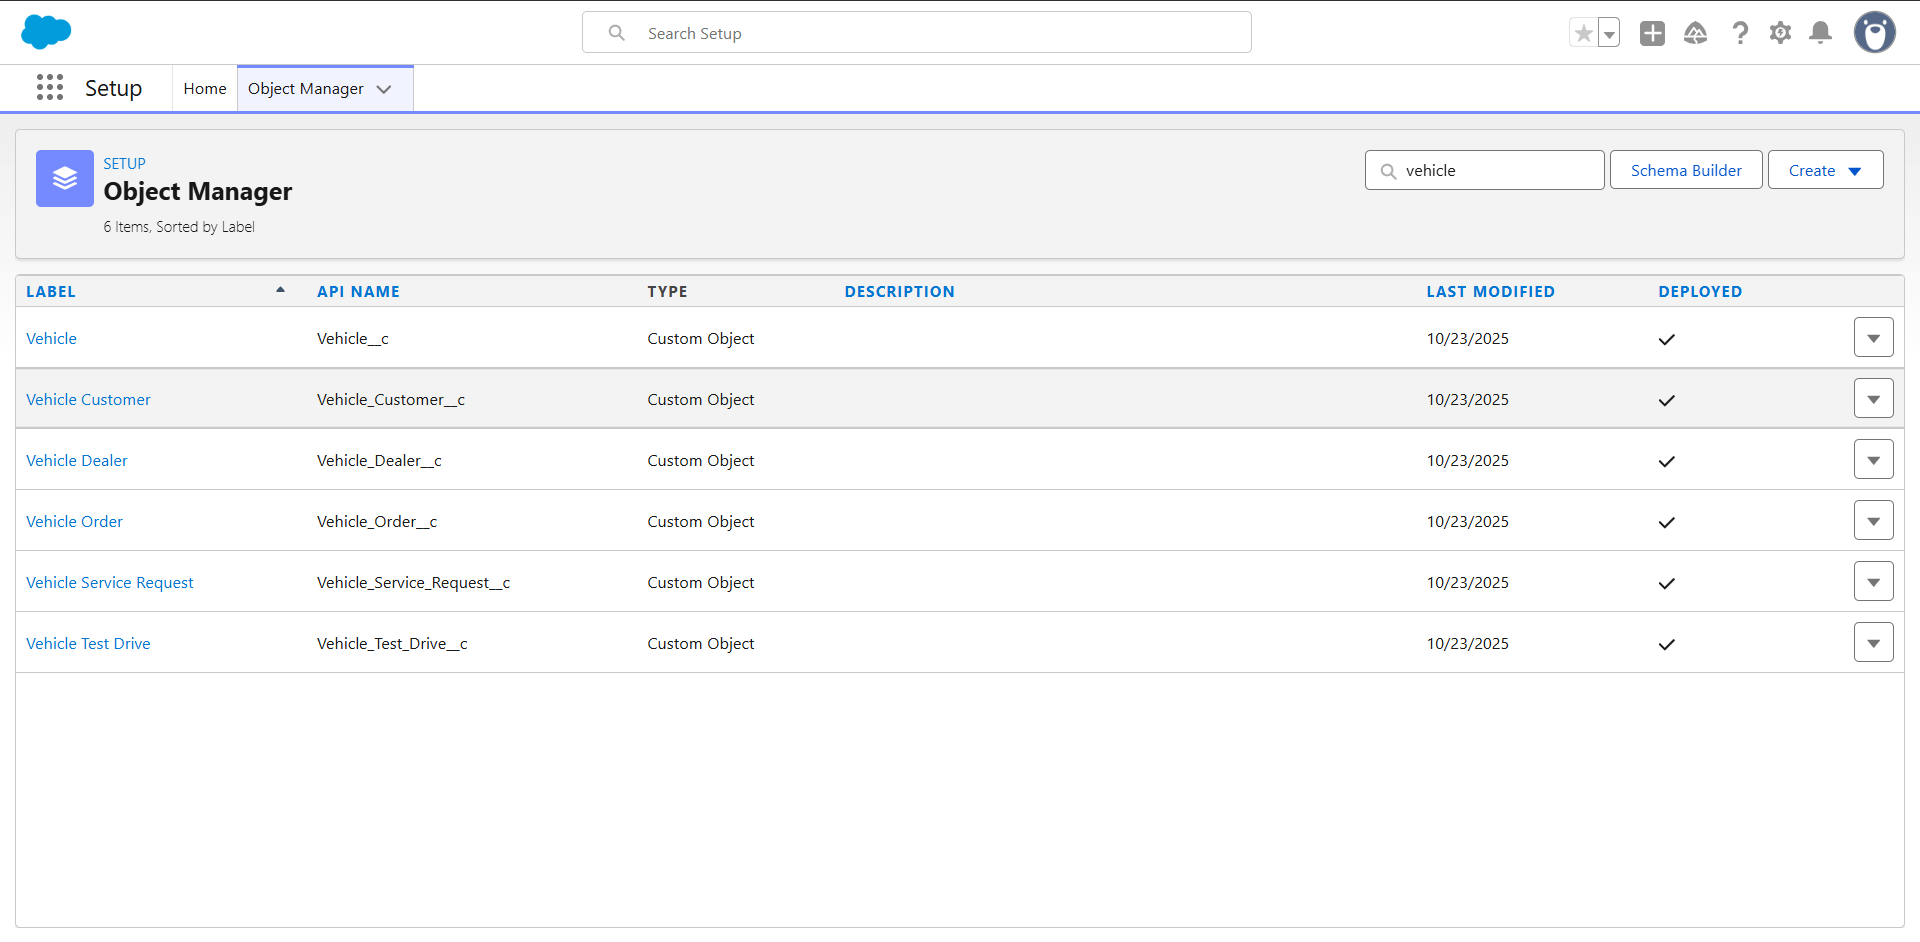 Search Setup
Setup
Home
Object Manager
SETUP
Object Manager
6 Items, Sorted by Label
vehicle
Schema Builder
Create
LABEL API NAME TYPE DESCRIPTION LAST MODIFIED DEPLOYED
Vehicle Vehicle__c Custom Object 10/23/2025
Vehicle Customer Vehicle_Customer__c Custom Object 10/23/2025
Vehicle Dealer Vehicle_Dealer__c Custom Object 10/23/2025
Vehicle Order Vehicle_Order__c Custom Object 10/23/2025
Vehicle Service Request Vehicle_Service_Request__c Custom Object 10/23/2025
Vehicle Test Drive Vehicle_Test_Drive__c Custom Object 10/23/2025